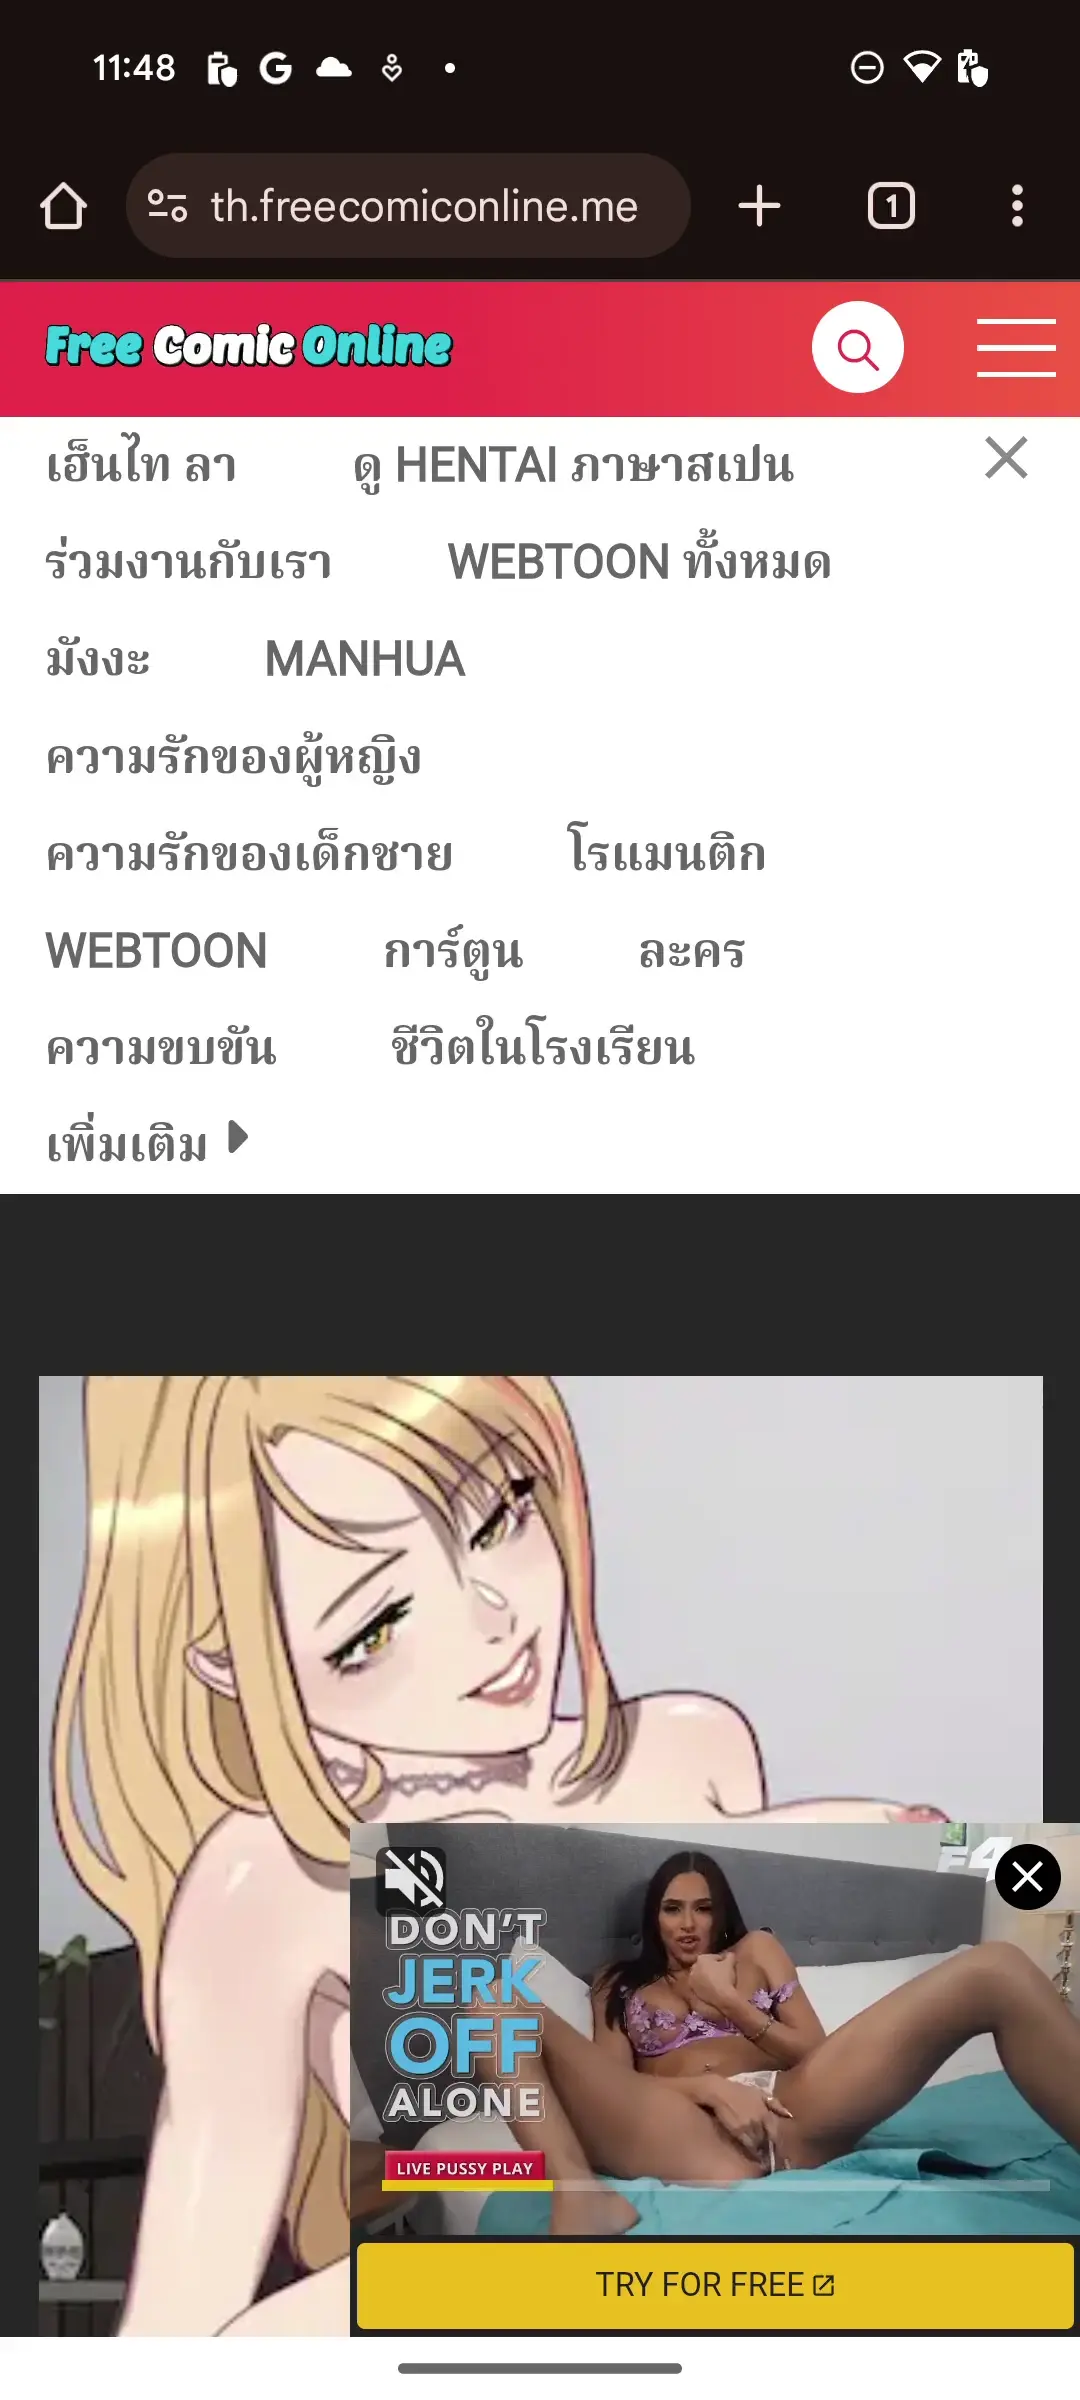 11:48
th.freecomiconline.me
1
Free Comic Online
เฮ็นไท ลา ดู HENTAI ภาษาสเปน
ร่วมงานกับเรา WEBTOON ทั้งหมด
มังงะ MANHUA
ความรักของผู้หญิง
ความรักของเด็กชาย โรแมนติก
WEBTOON การ์ตูน ละคร
ความขบขัน ชีวิตในโรงเรียน
เพิ่มเติม
DON'T
JERK
OFF
ALONE
LIVE PUSSY PLAY
TRY FOR FREE